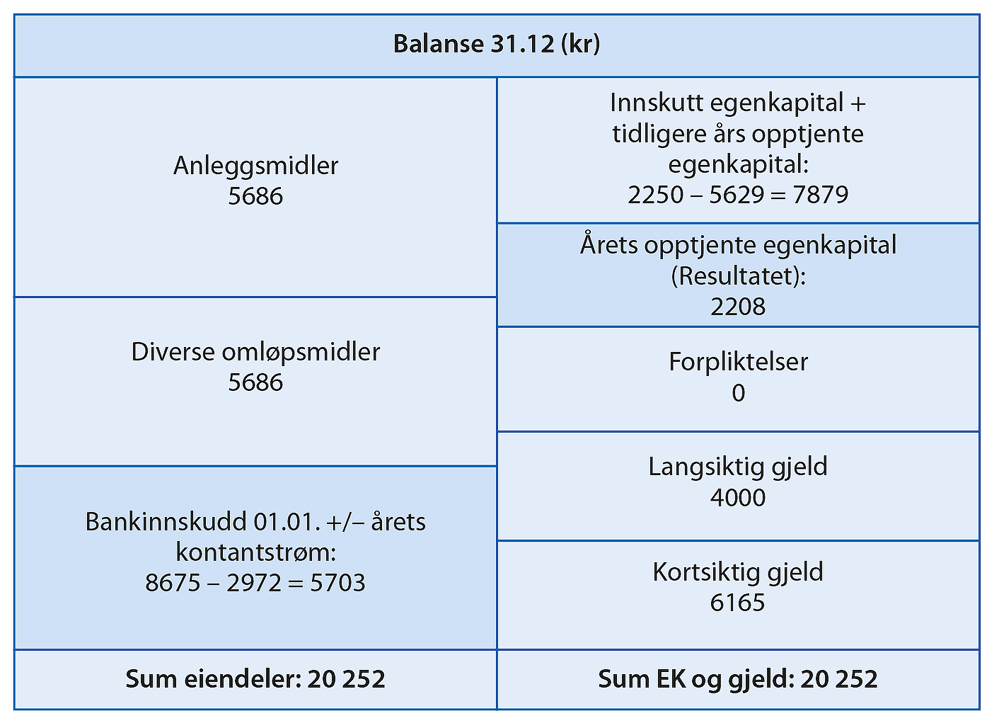 Balanse 31.12 (kr)
Anleggsmidler
5686
Diverse omløpsmidler
5686
Bankinnskudd 01.01. +/– årets
kontantstrøm:
8675 – 2972 = 5703
Sum eiendeler: 20 252
Innskutt egenkapital +
tidligere års opptjente
egenkapital:
2250 – 5629 = 7879
Årets opptjente egenkapital
(Resultatet):
2208
Forpliktelser
0
Langsiktig gjeld
4000
Kortsiktig gjeld
6165
Sum EK og gjeld: 20 252